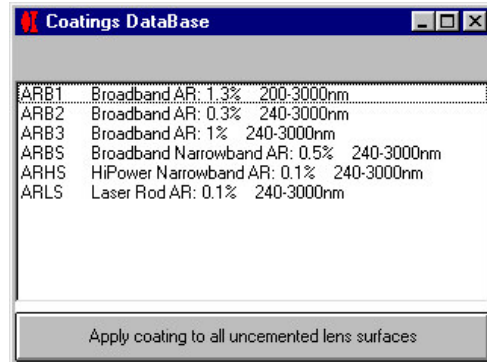 Coatings DataBase
ARB1 Broadband AR: 1.3% 200-3000nm
ARB2 Broadband AR: 0.3% 240-3000nm
ARB3 Broadband AR: 1% 240-3000nm
ARBS Broadband Narrowband AR: 0.5% 240-3000nm
ARHS HiPower Narrowband AR: 0.1% 240-3000nm
ARLS Laser Rod AR: 0.1% 240-3000nm
Apply coating to all uncemented lens surfaces